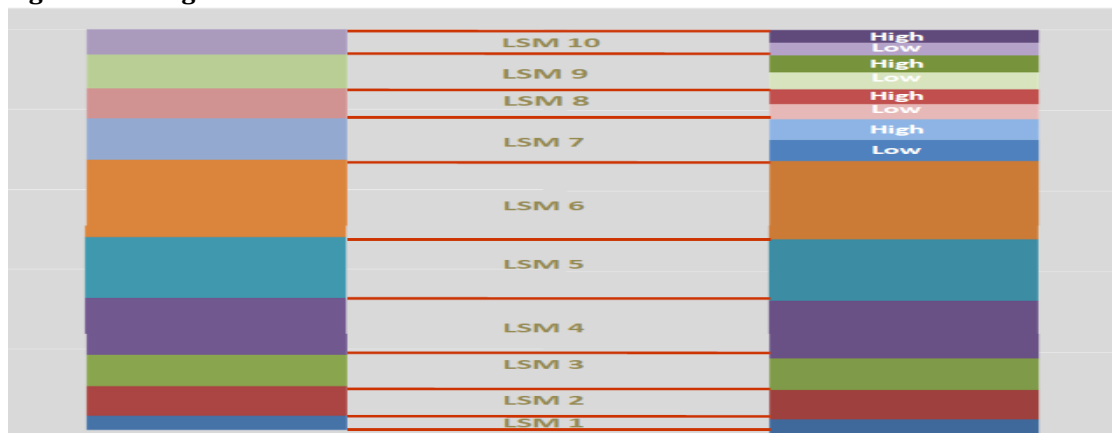 LSM 10
High
Low
LSM 9
High
Low
LSM 8
High
Low
LSM 7
High
Low
LSM 6
LSM 5
LSM 4
LSM 3
LSM 2
LSM 1